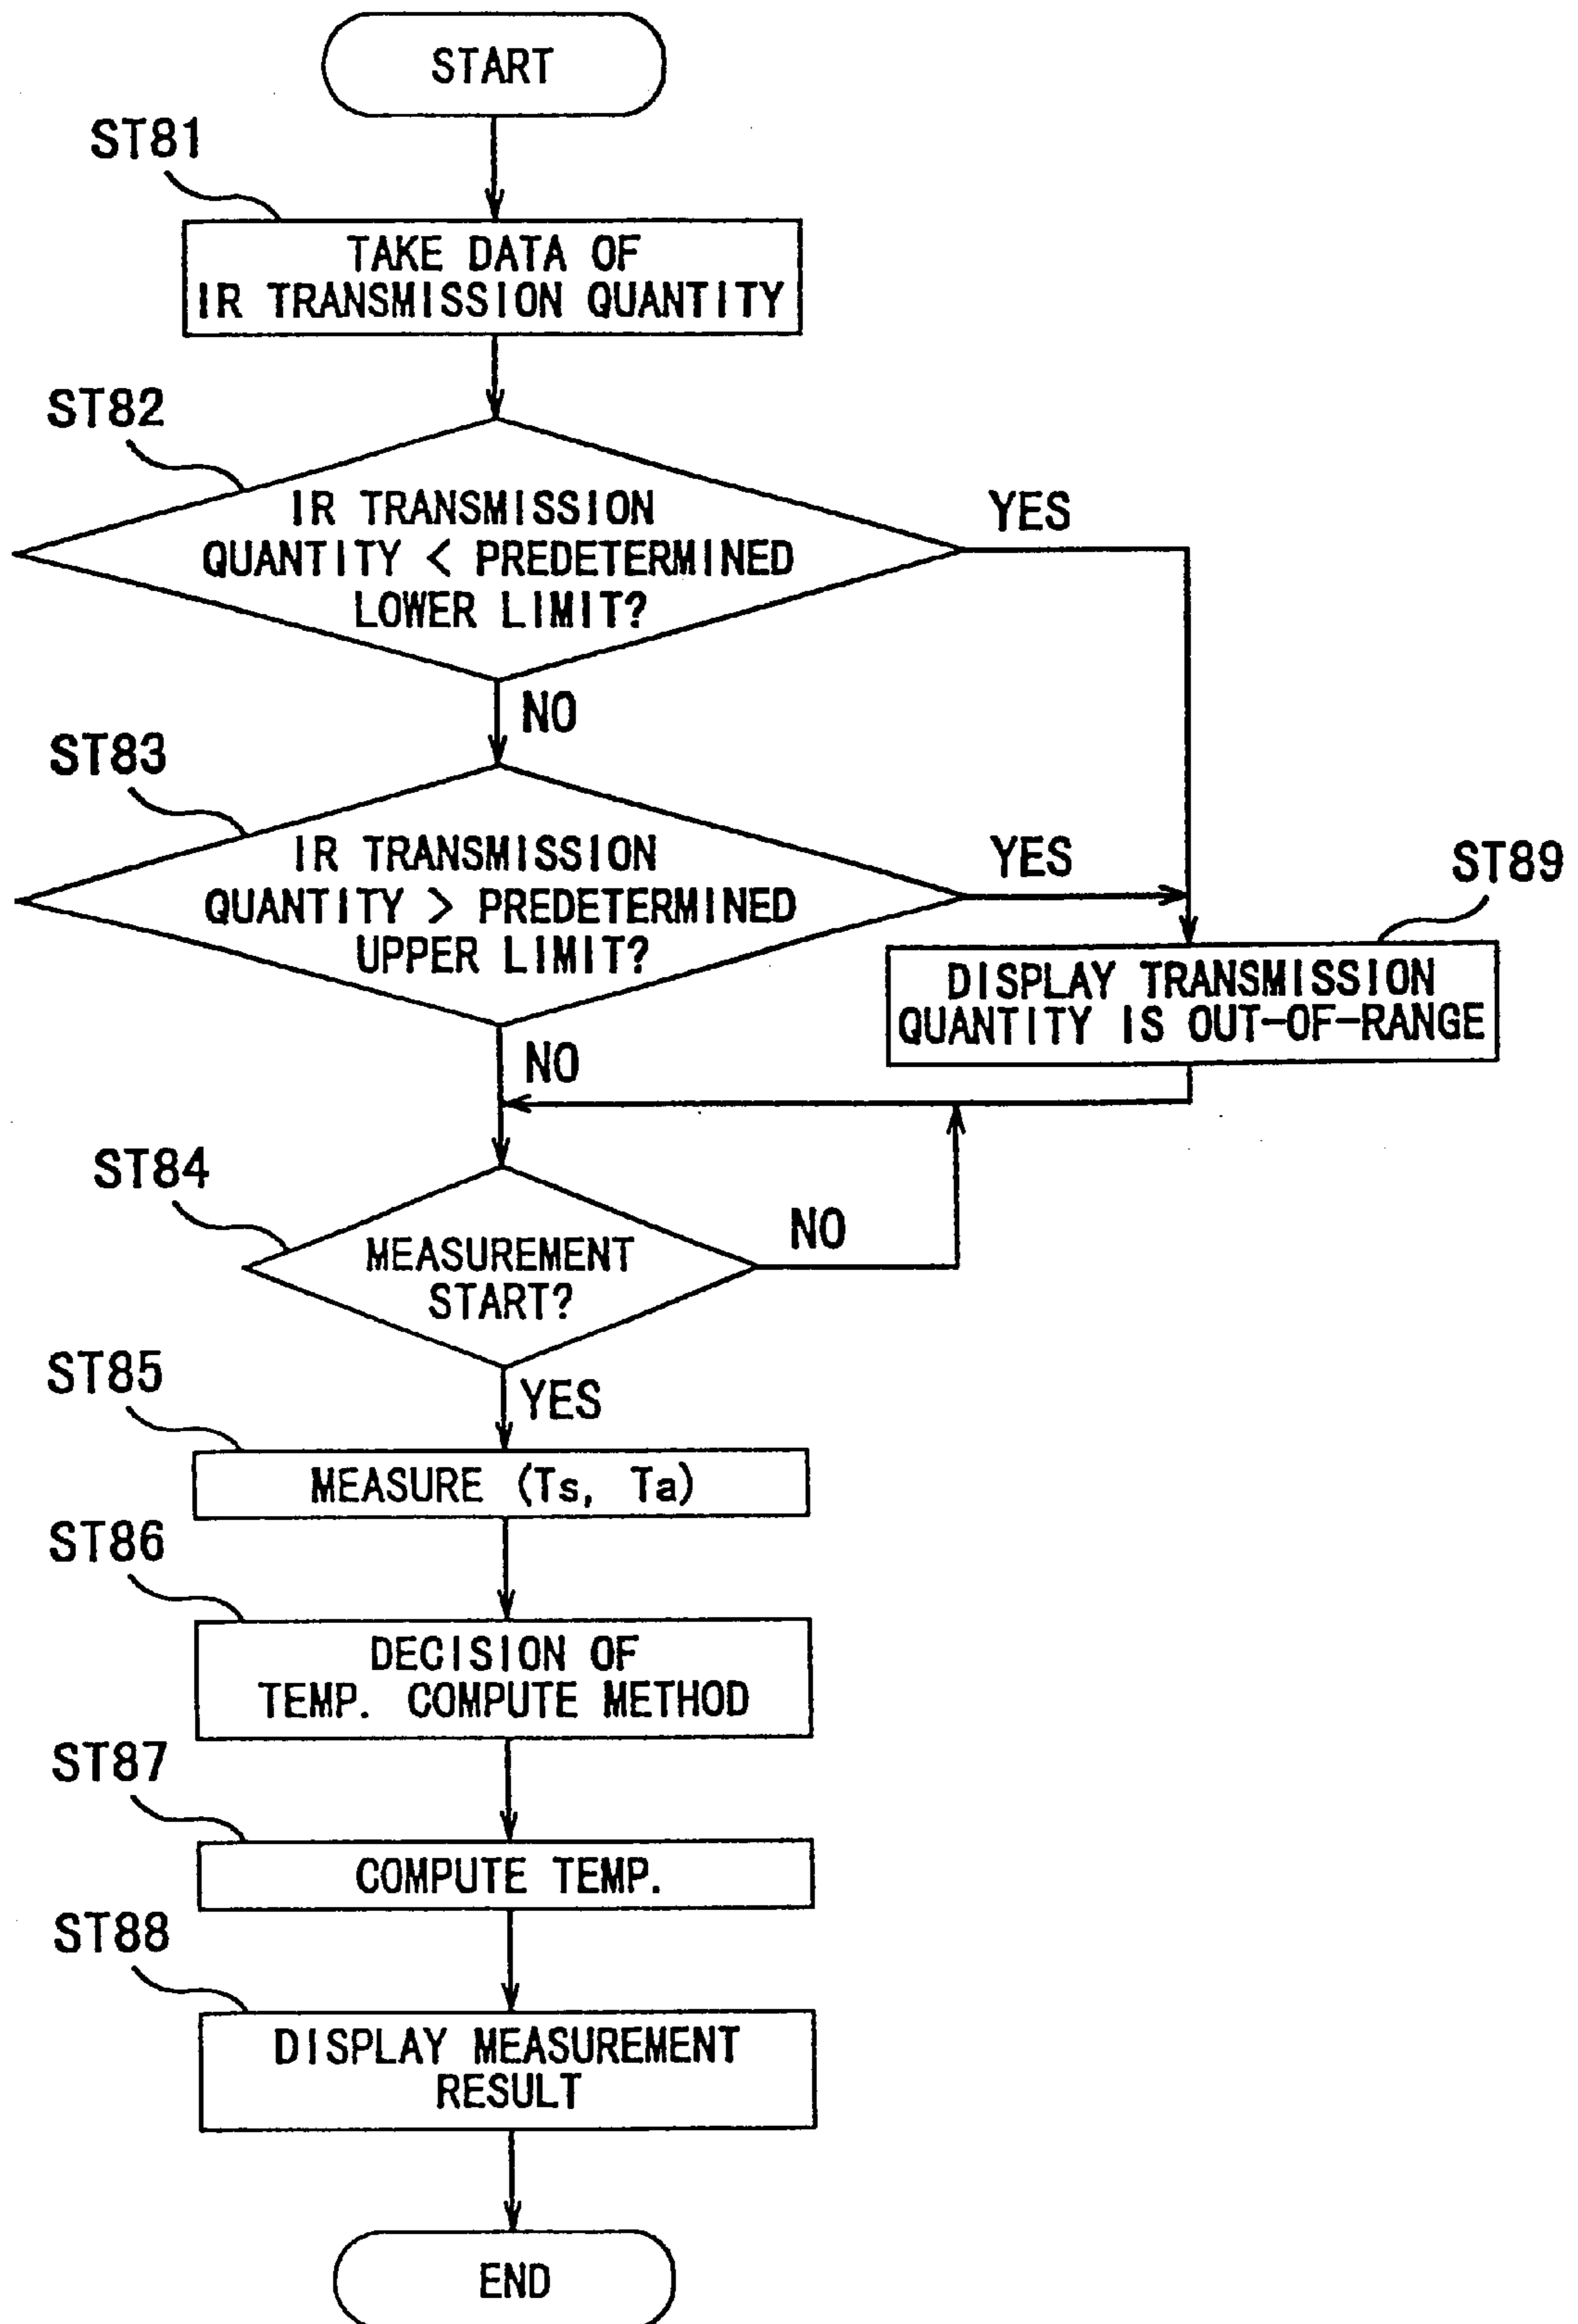 START
ST81
TAKE DATA OF
IR TRANSMISSION QUANTITY
ST82
IR TRANSMISSION
QUANTITY < PREDETERMINED
LOWER LIMIT?
YES
NO
ST83
IR TRANSMISSION
QUANTITY > PREDETERMINED
UPPER LIMIT?
YES
ST89
DISPLAY TRANSMISSION
QUANTITY IS OUT-OF-RANGE
NO
ST84
MEASUREMENT
START?
NO
YES
ST85
MEASURE (Ts, Ta)
ST86
DECISION OF
TEMP. COMPUTE METHOD
ST87
COMPUTE TEMP.
ST88
DISPLAY MEASUREMENT
RESULT
END